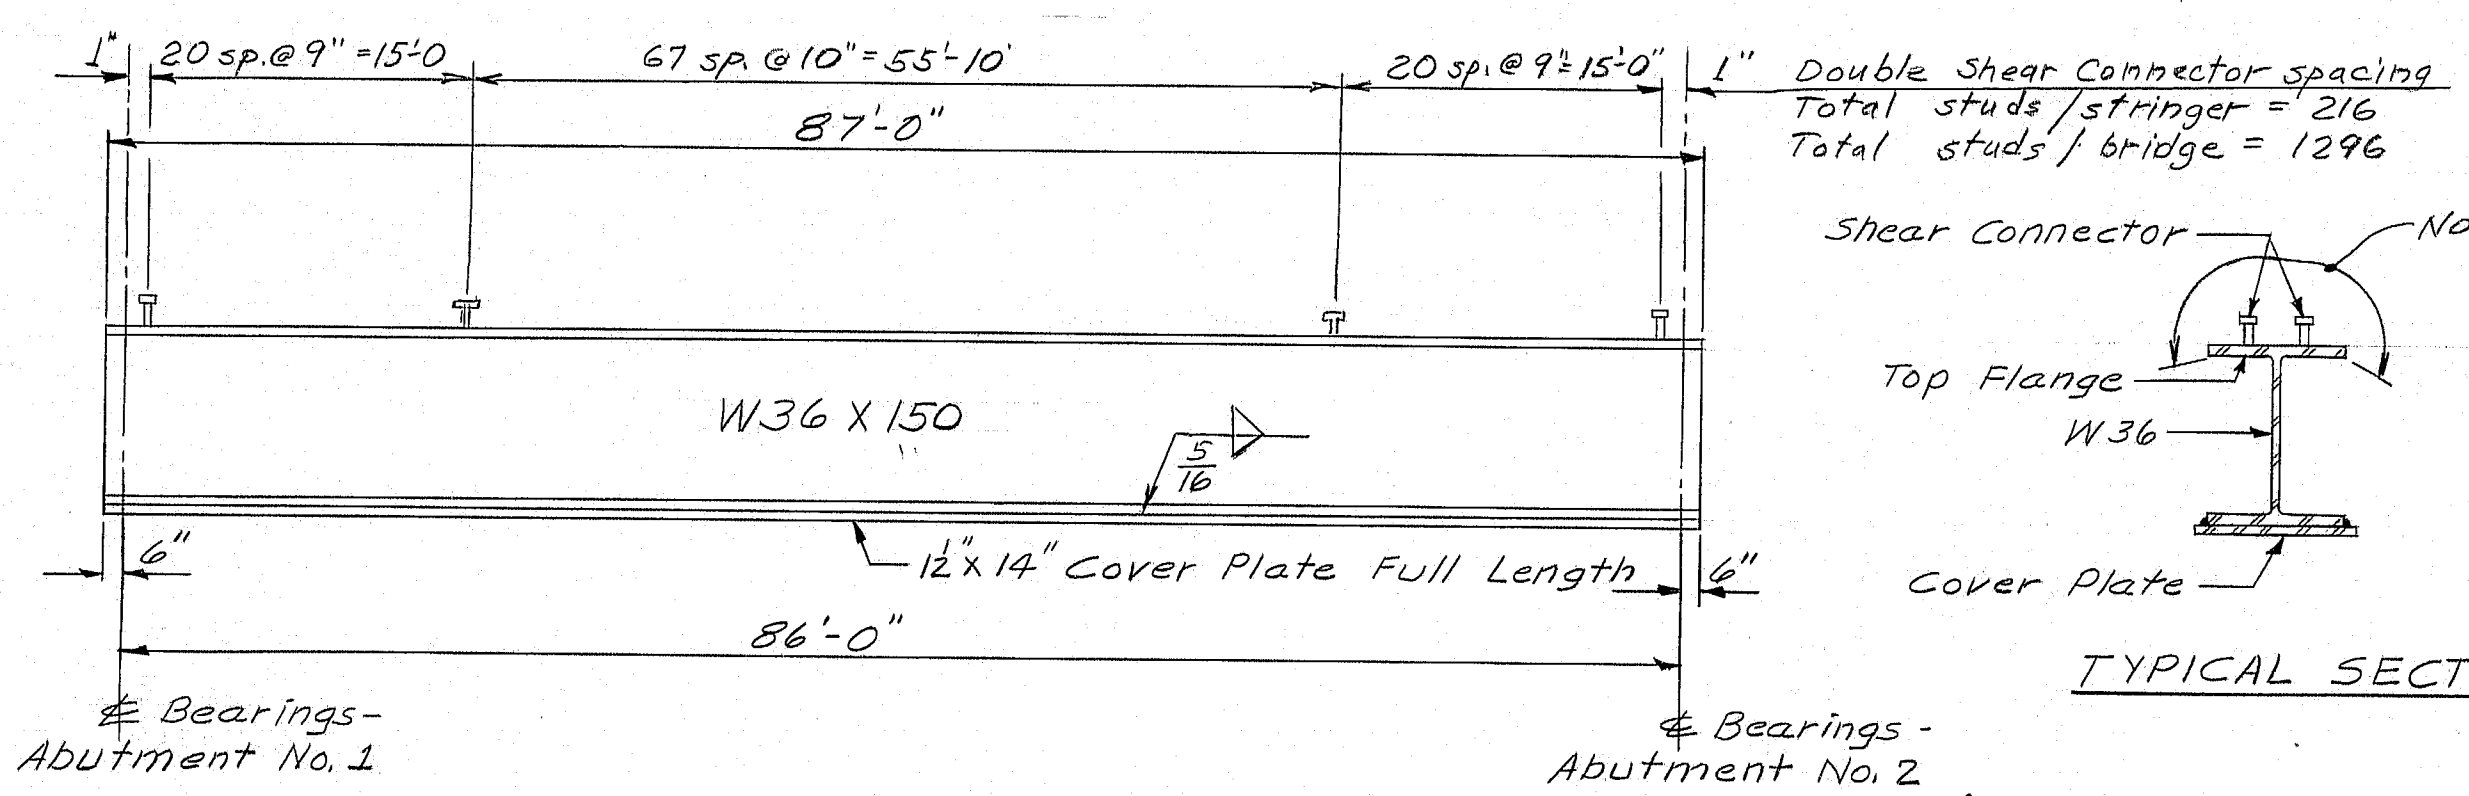 1" 20 sp.@ 9" =15'-0 67 sp. @ 10" = 55'-10' 20 sp. @ 9"=15'-0" 1" Double Shear Connector spacing
Total studs / stringer = 216
87'-0"
Total studs / bridge = 1296
Shear Connector No
Top Flange
W36 X 150
W36
5/16
6" 1½" X 14" Cover Plate Full Length 6"
Cover Plate
86'-0"
TYPICAL SECT
℄ Bearings-
Abutment No. 1
℄ Bearings -
Abutment No. 2